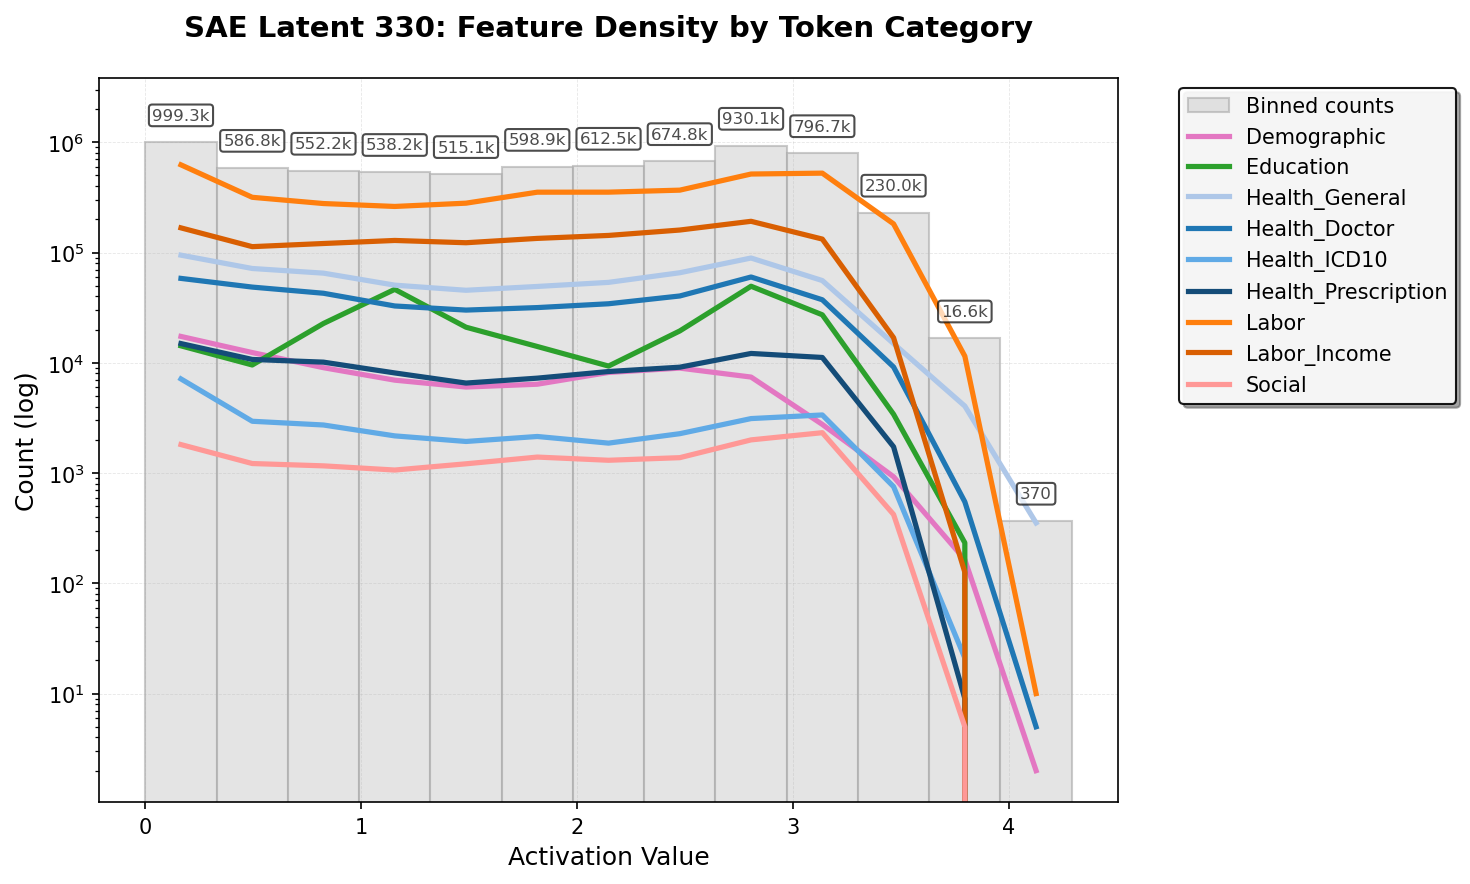 SAE Latent 330: Feature Density by Token Category
999.3k
586.8k
552.2k
538.2k
515.1k
598.9k
612.5k
674.8k
930.1k
796.7k
230.0k
16.6k
370
10⁶
10⁵
10⁴
10³
10²
10¹
Count (log)
0
1
2
3
4
Activation Value
Binned counts
Demographic
Education
Health_General
Health_Doctor
Health_ICD10
Health_Prescription
Labor
Labor_Income
Social